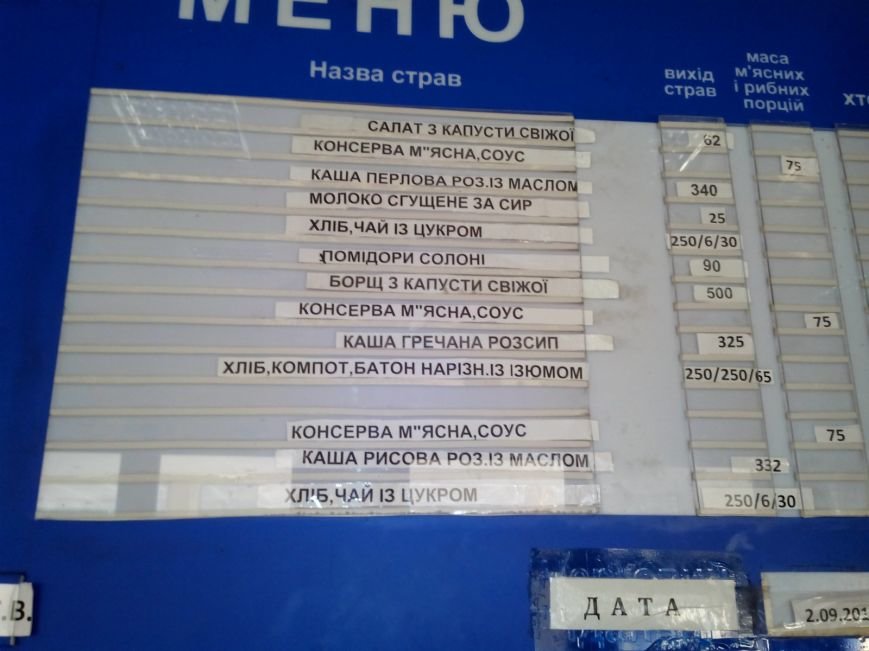 МЕНЮ
Назва страв
вихід страв
маса м'ясних і рибних порцій
САЛАТ З КАПУСТИ СВІЖОЇ 62
КОНСЕРВА М"ЯСНА,СОУС 75
КАША ПЕРЛОВА РОЗ.ІЗ МАСЛОМ 340
МОЛОКО СГУЩЕНЕ ЗА СИР 25
ХЛІБ,ЧАЙ ІЗ ЦУКРОМ 250/6/30
ПОМІДОРИ СОЛОНІ 90
БОРЩ З КАПУСТИ СВІЖОЇ 500
КОНСЕРВА М"ЯСНА,СОУС 75
КАША ГРЕЧАНА РОЗСИП 325
ХЛІБ,КОМПОТ,БАТОН НАРІЗН.ІЗ ІЗЮМОМ 250/250/65
КОНСЕРВА М"ЯСНА,СОУС 75
КАША РИСОВА РОЗ.ІЗ МАСЛОМ 332
ХЛІБ,ЧАЙ ІЗ ЦУКРОМ 250/6/30
ДАТА